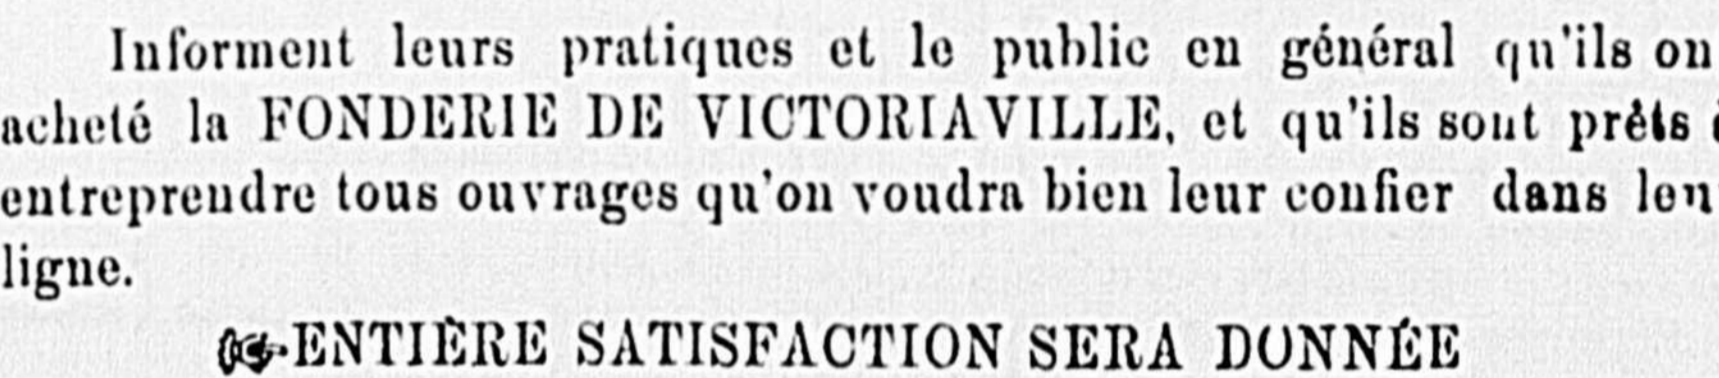 Informent leurs pratiques et le public en général qu'ils on
acheté la FONDERIE DE VICTORIAVILLE, et qu'ils sont prêts
entreprendre tous ouvrages qu'on voudra bien leur confier dans leu
ligne.
☞ENTIÈRE SATISFACTION SERA DONNÉE